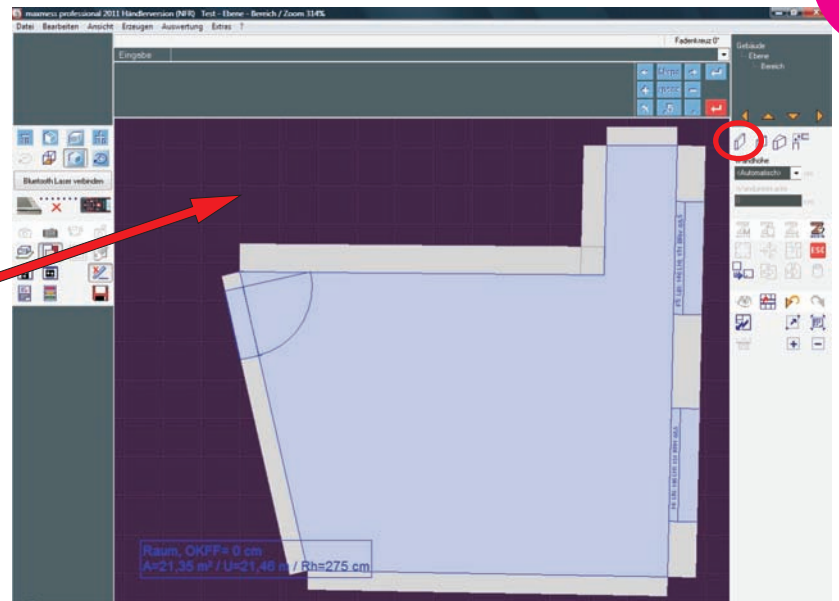 maxmess professional 2011 Händlerversion (NFR) Test - Ebene - Bereich / Zoom 314%
Datei Bearbeiten Ansicht Erzeugen Auswertung Extras ?
Fadenkreuz 0°
Eingabe
Gebäude
Ebene
Bereich
Bluetooth Laser verbinden
Wandhöhe
<Automatisch>
ESC
Raum, OKFF= 0 cm
A=21,35 m² / U=21,46 m / Rh=275 cm